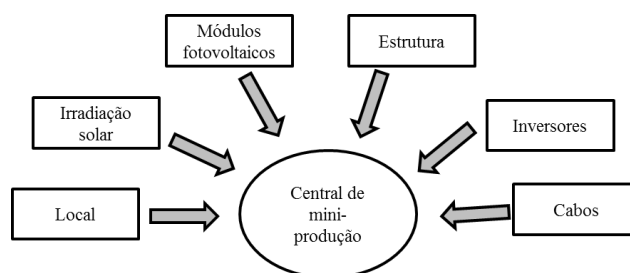 Módulos
fotovoltaicos
Estrutura
Irradiação
solar
Inversores
Local
Central de
mini-
produção
Cabos